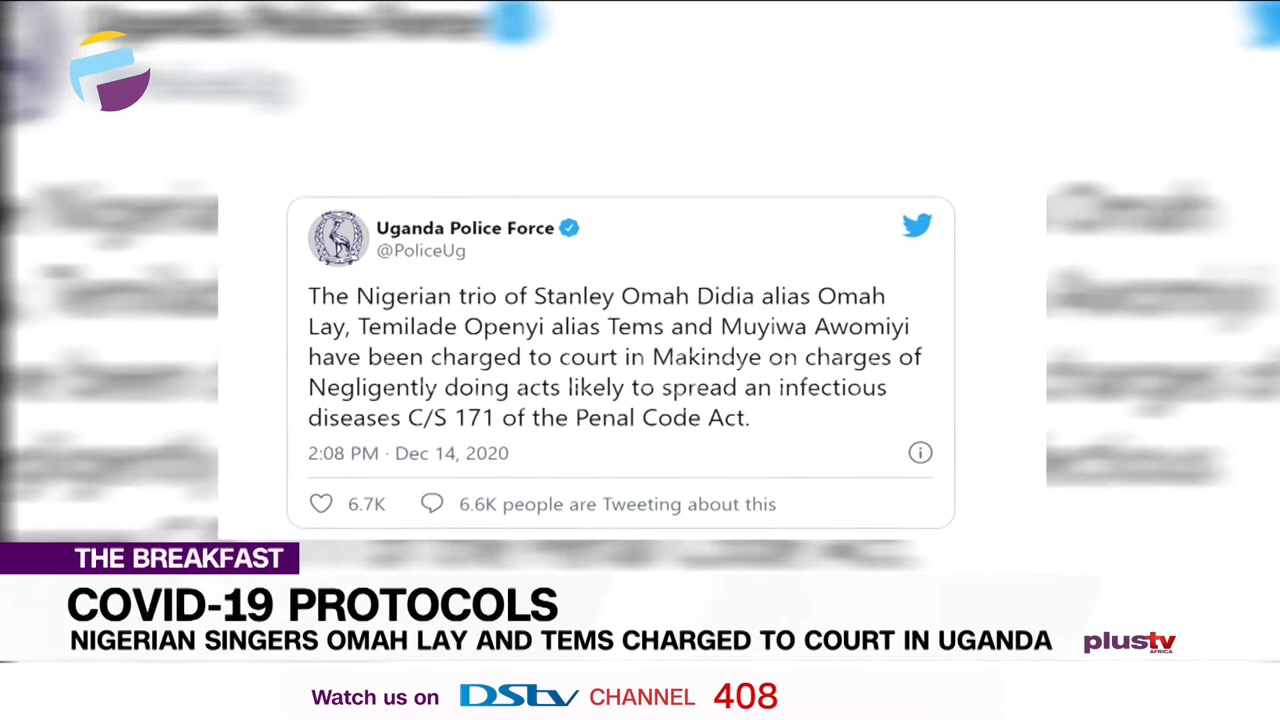 Uganda Police Force
@PoliceUg
The Nigerian trio of Stanley Omah Didia alias Omah
Lay, Temilade Openyi alias Tems and Muyiwa Awomiyi
have been charged to court in Makindye on charges of
Negligently doing acts likely to spread an infectious
diseases C/S 171 of the Penal Code Act.
2:08 PM · Dec 14, 2020
6.7K 6.6K people are Tweeting about this
THE BREAKFAST
COVID-19 PROTOCOLS
NIGERIAN SINGERS OMAH LAY AND TEMS CHARGED TO COURT IN UGANDA
plustv
AFRICA
Watch us on DStv CHANNEL 408